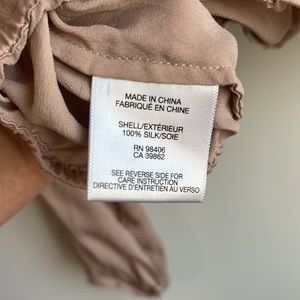 MADE IN CHINA
FABRIQUÉ EN CHINE
SHELL/EXTÉRIEUR
100% SILK/SOIE
RN 98406
CA 39862
SEE REVERSE SIDE FOR
CARE INSTRUCTION
DIRECTIVE D'ENTRETIEN AU VERSO